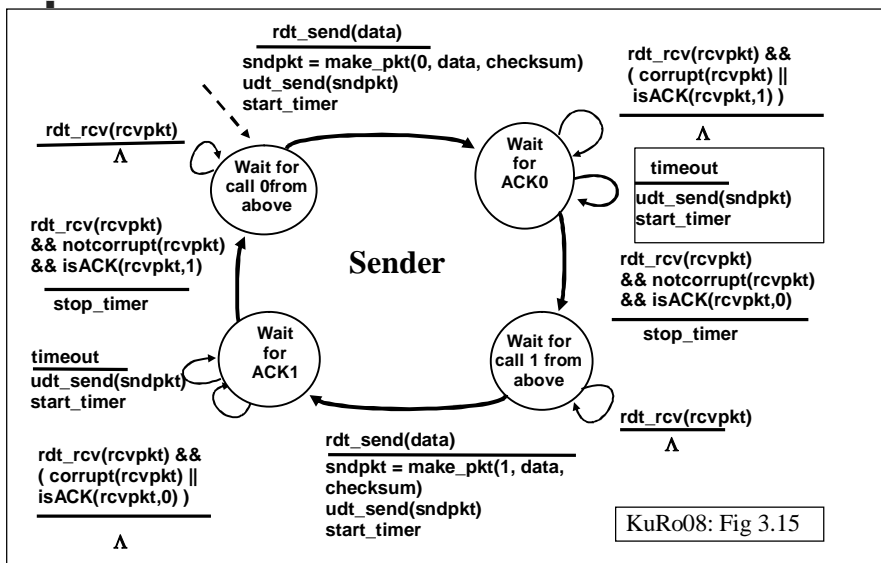 rdt_send(data)
sndpkt = make_pkt(0, data, checksum)
udt_send(sndpkt)
start_timer
rdt_rcv(rcvpkt) &&
( corrupt(rcvpkt) ||
isACK(rcvpkt,1) )
Λ
rdt_rcv(rcvpkt)
Λ
Wait for
call 0from
above
Wait
for
ACK0
timeout
udt_send(sndpkt)
start_timer
rdt_rcv(rcvpkt)
&& notcorrupt(rcvpkt)
&& isACK(rcvpkt,1)
stop_timer
Sender
rdt_rcv(rcvpkt)
&& notcorrupt(rcvpkt)
&& isACK(rcvpkt,0)
stop_timer
Wait
for
ACK1
Wait for
call 1 from
above
timeout
udt_send(sndpkt)
start_timer
rdt_rcv(rcvpkt)
Λ
rdt_rcv(rcvpkt) &&
( corrupt(rcvpkt) ||
isACK(rcvpkt,0) )
Λ
rdt_send(data)
sndpkt = make_pkt(1, data,
checksum)
udt_send(sndpkt)
start_timer
KuRo08: Fig 3.15